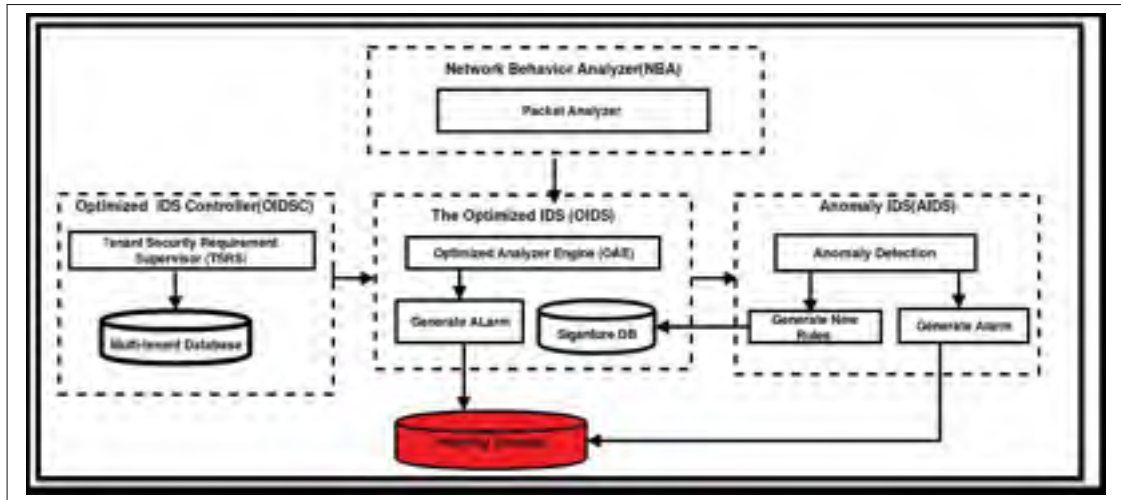 Network Behavior Analyzer(NBA)
Packet Analyzer
Optimized IDS Controller(OIDSC)
Tenant Security Requirement
Supervisor (TSRS)
Multi-tenant Database
The Optimized IDS (OIDS)
Optimized Analyzer Engine (OAE)
Generate ALarm
Siganture DB
Anomaly IDS(AIDS)
Anomaly Detection
Generate New
Rules
Generate Alarm